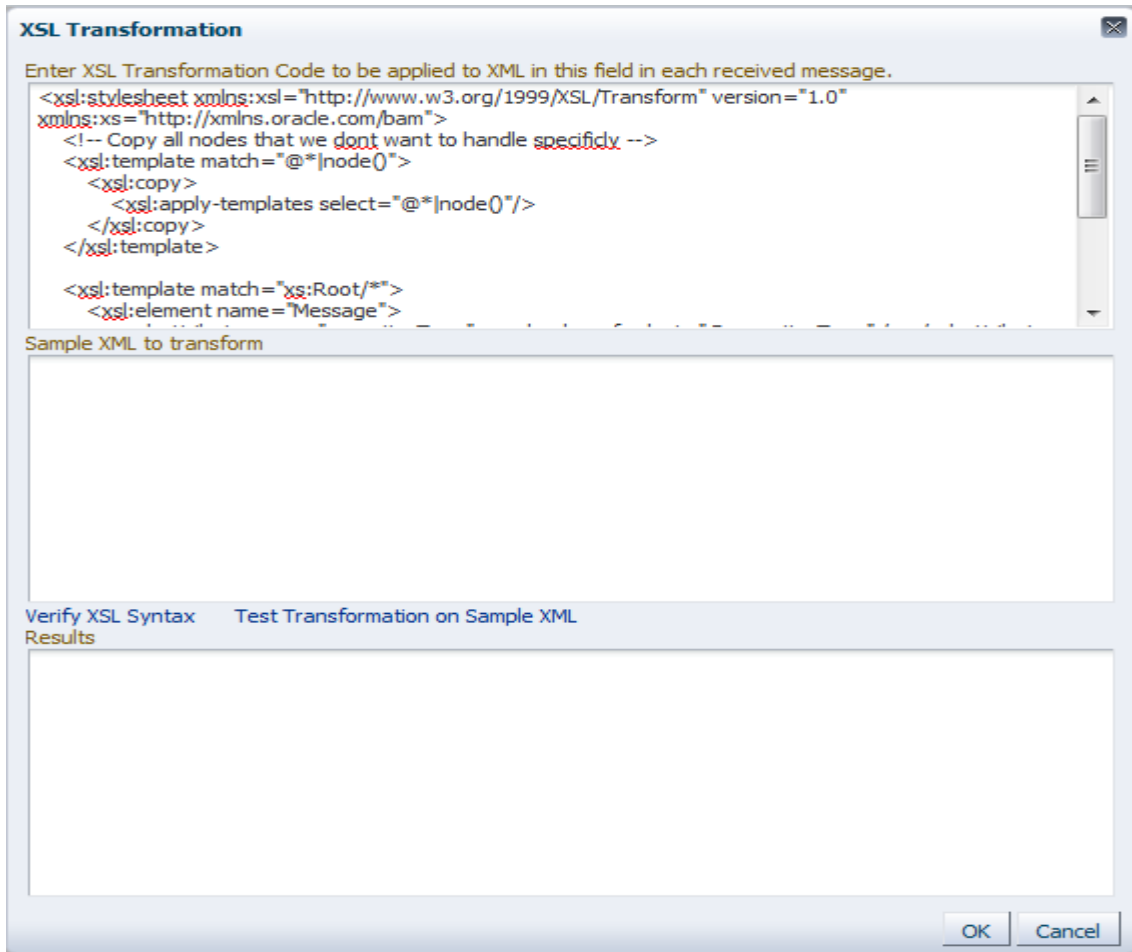 XSL Transformation
Enter XSL Transformation Code to be applied to XML in this field in each received message.
<xsl:stylesheet xmlns:xsl="http://www.w3.org/1999/XSL/Transform" version="1.0"
xmlns:xs="http://xmlns.oracle.com/bam">
<!-- Copy all nodes that we dont want to handle specificly -->
<xsl:template match="@*|node()">
<xsl:copy>
<xsl:apply-templates select="@*|node()"/>
</xsl:copy>
</xsl:template>
<xsl:template match="xs:Root/*">
<xsl:element name="Message">
Sample XML to transform
Verify XSL Syntax Test Transformation on Sample XML
Results
OK Cancel